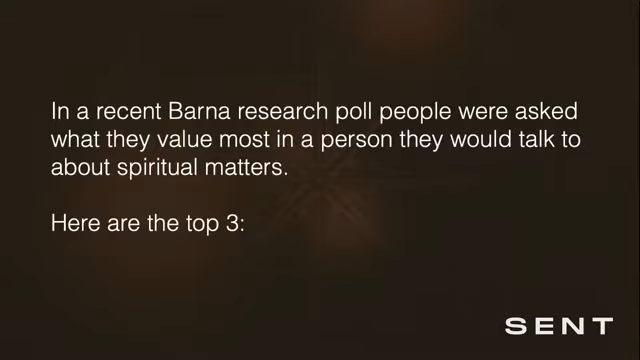 In a recent Barna research poll people were asked
what they value most in a person they would talk to
about spiritual matters.
Here are the top 3:
SENT